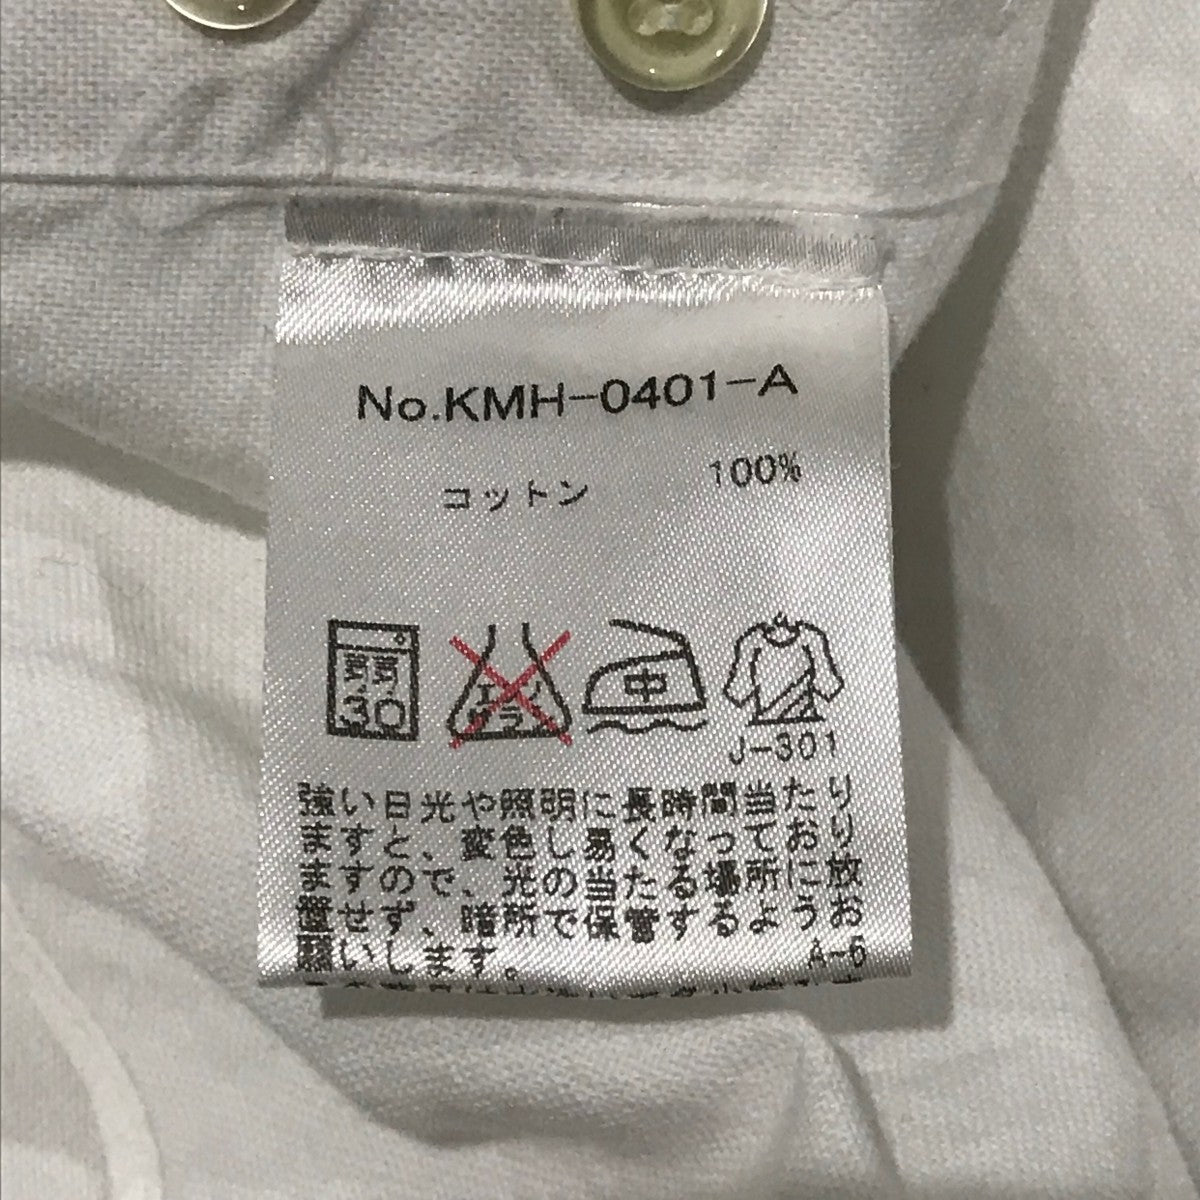 No.KMH-0401-A
コットン 100%
弱 30
エンソ サラシ 中
J-301
強い日光や照明に長時間当たり
ますと、変色し易くなっており
ますので、光の当たる場所に放
置せず、暗所で保管するようお
願いします。 A-6